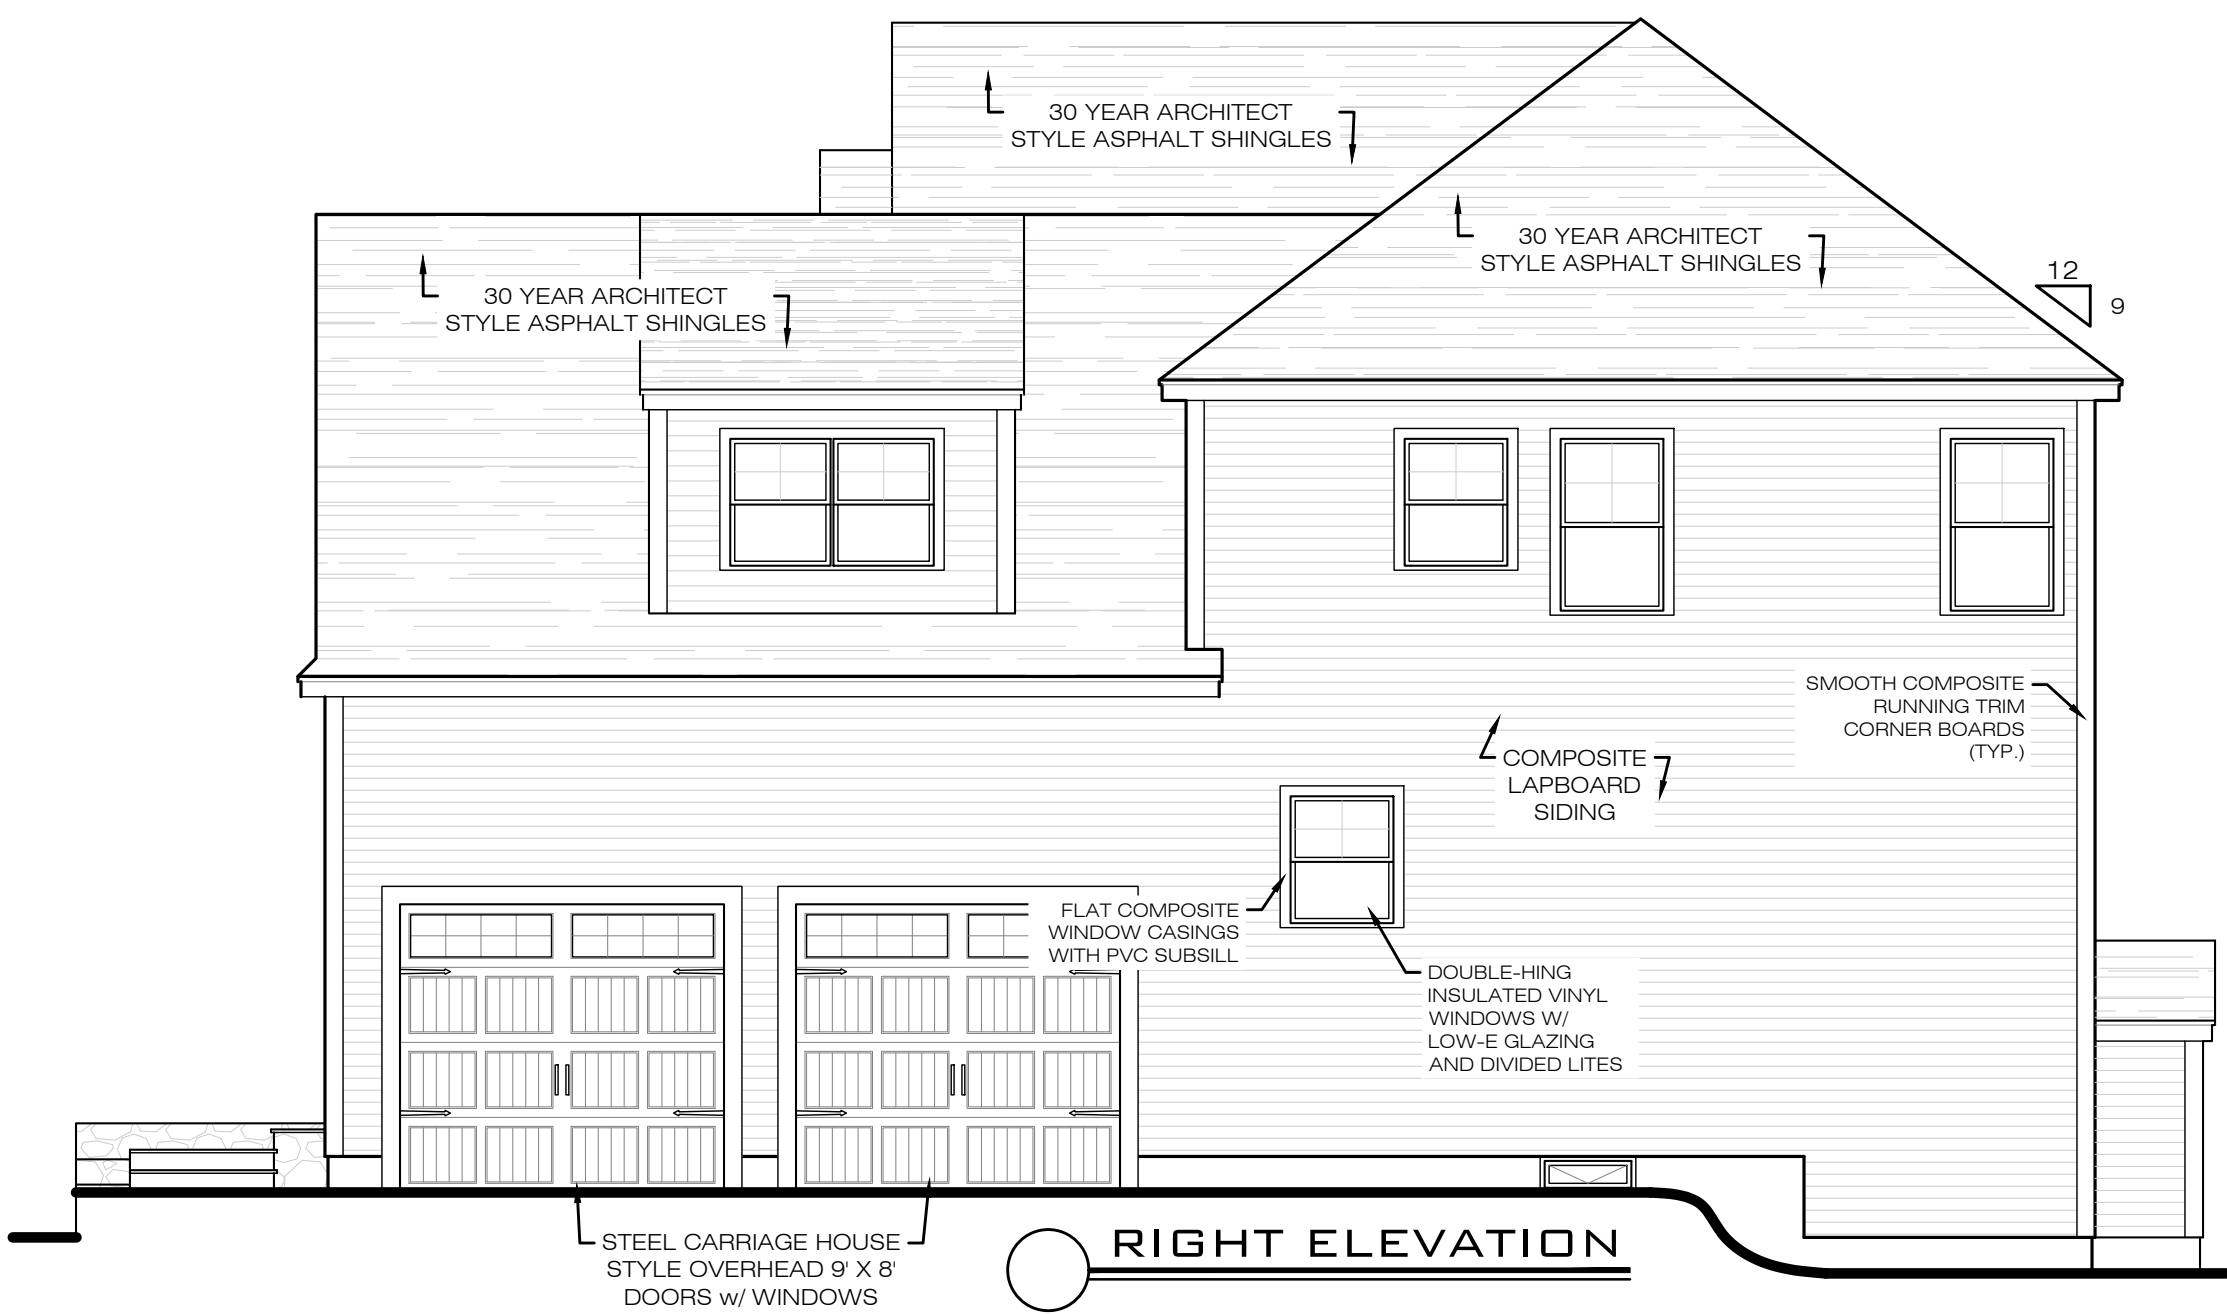 30 YEAR ARCHITECT
STYLE ASPHALT SHINGLES
30 YEAR ARCHITECT
STYLE ASPHALT SHINGLES
12
9
30 YEAR ARCHITECT
STYLE ASPHALT SHINGLES
SMOOTH COMPOSITE
RUNNING TRIM
CORNER BOARDS
(TYP.)
COMPOSITE
LAPBOARD
SIDING
FLAT COMPOSITE
WINDOW CASINGS
WITH PVC SUBSILL
DOUBLE-HING
INSULATED VINYL
WINDOWS W/
LOW-E GLAZING
AND DIVIDED LITES
STEEL CARRIAGE HOUSE
STYLE OVERHEAD 9' X 8'
DOORS w/ WINDOWS
RIGHT ELEVATION